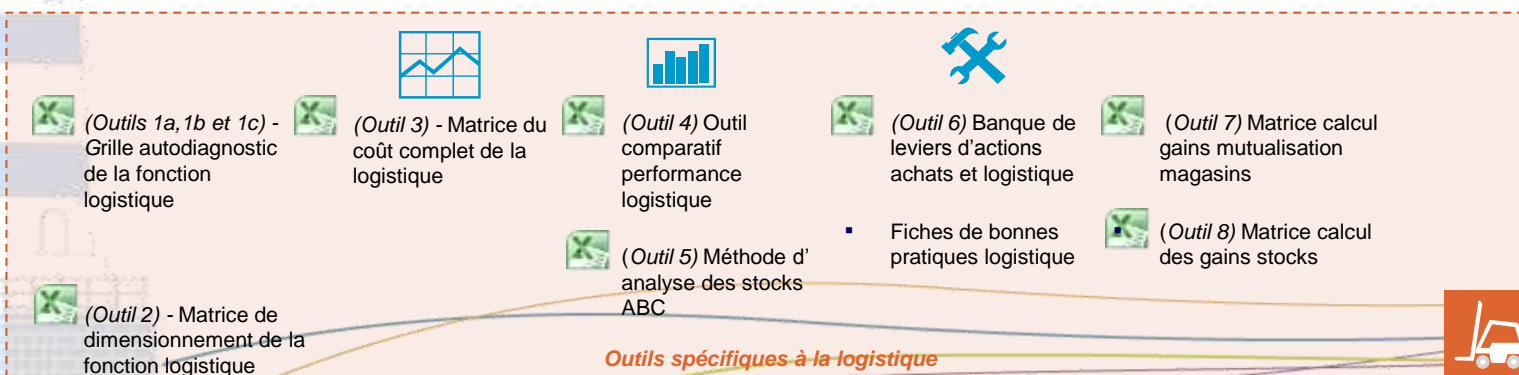 (Outils 1a,1b et 1c) -
Grille autodiagnostic
de la fonction
logistique
(Outil 2) - Matrice de
dimensionnement de la
fonction logistique
(Outil 3) - Matrice du
coût complet de la
logistique
(Outil 4) Outil
comparatif
performance
logistique
(Outil 5) Méthode d'
analyse des stocks
ABC
(Outil 6) Banque de
leviers d'actions
achats et logistique
▪ Fiches de bonnes
pratiques logistique
(Outil 7) Matrice calcul
gains mutualisation
magasins
(Outil 8) Matrice calcul
des gains stocks
Outils spécifiques à la logistique